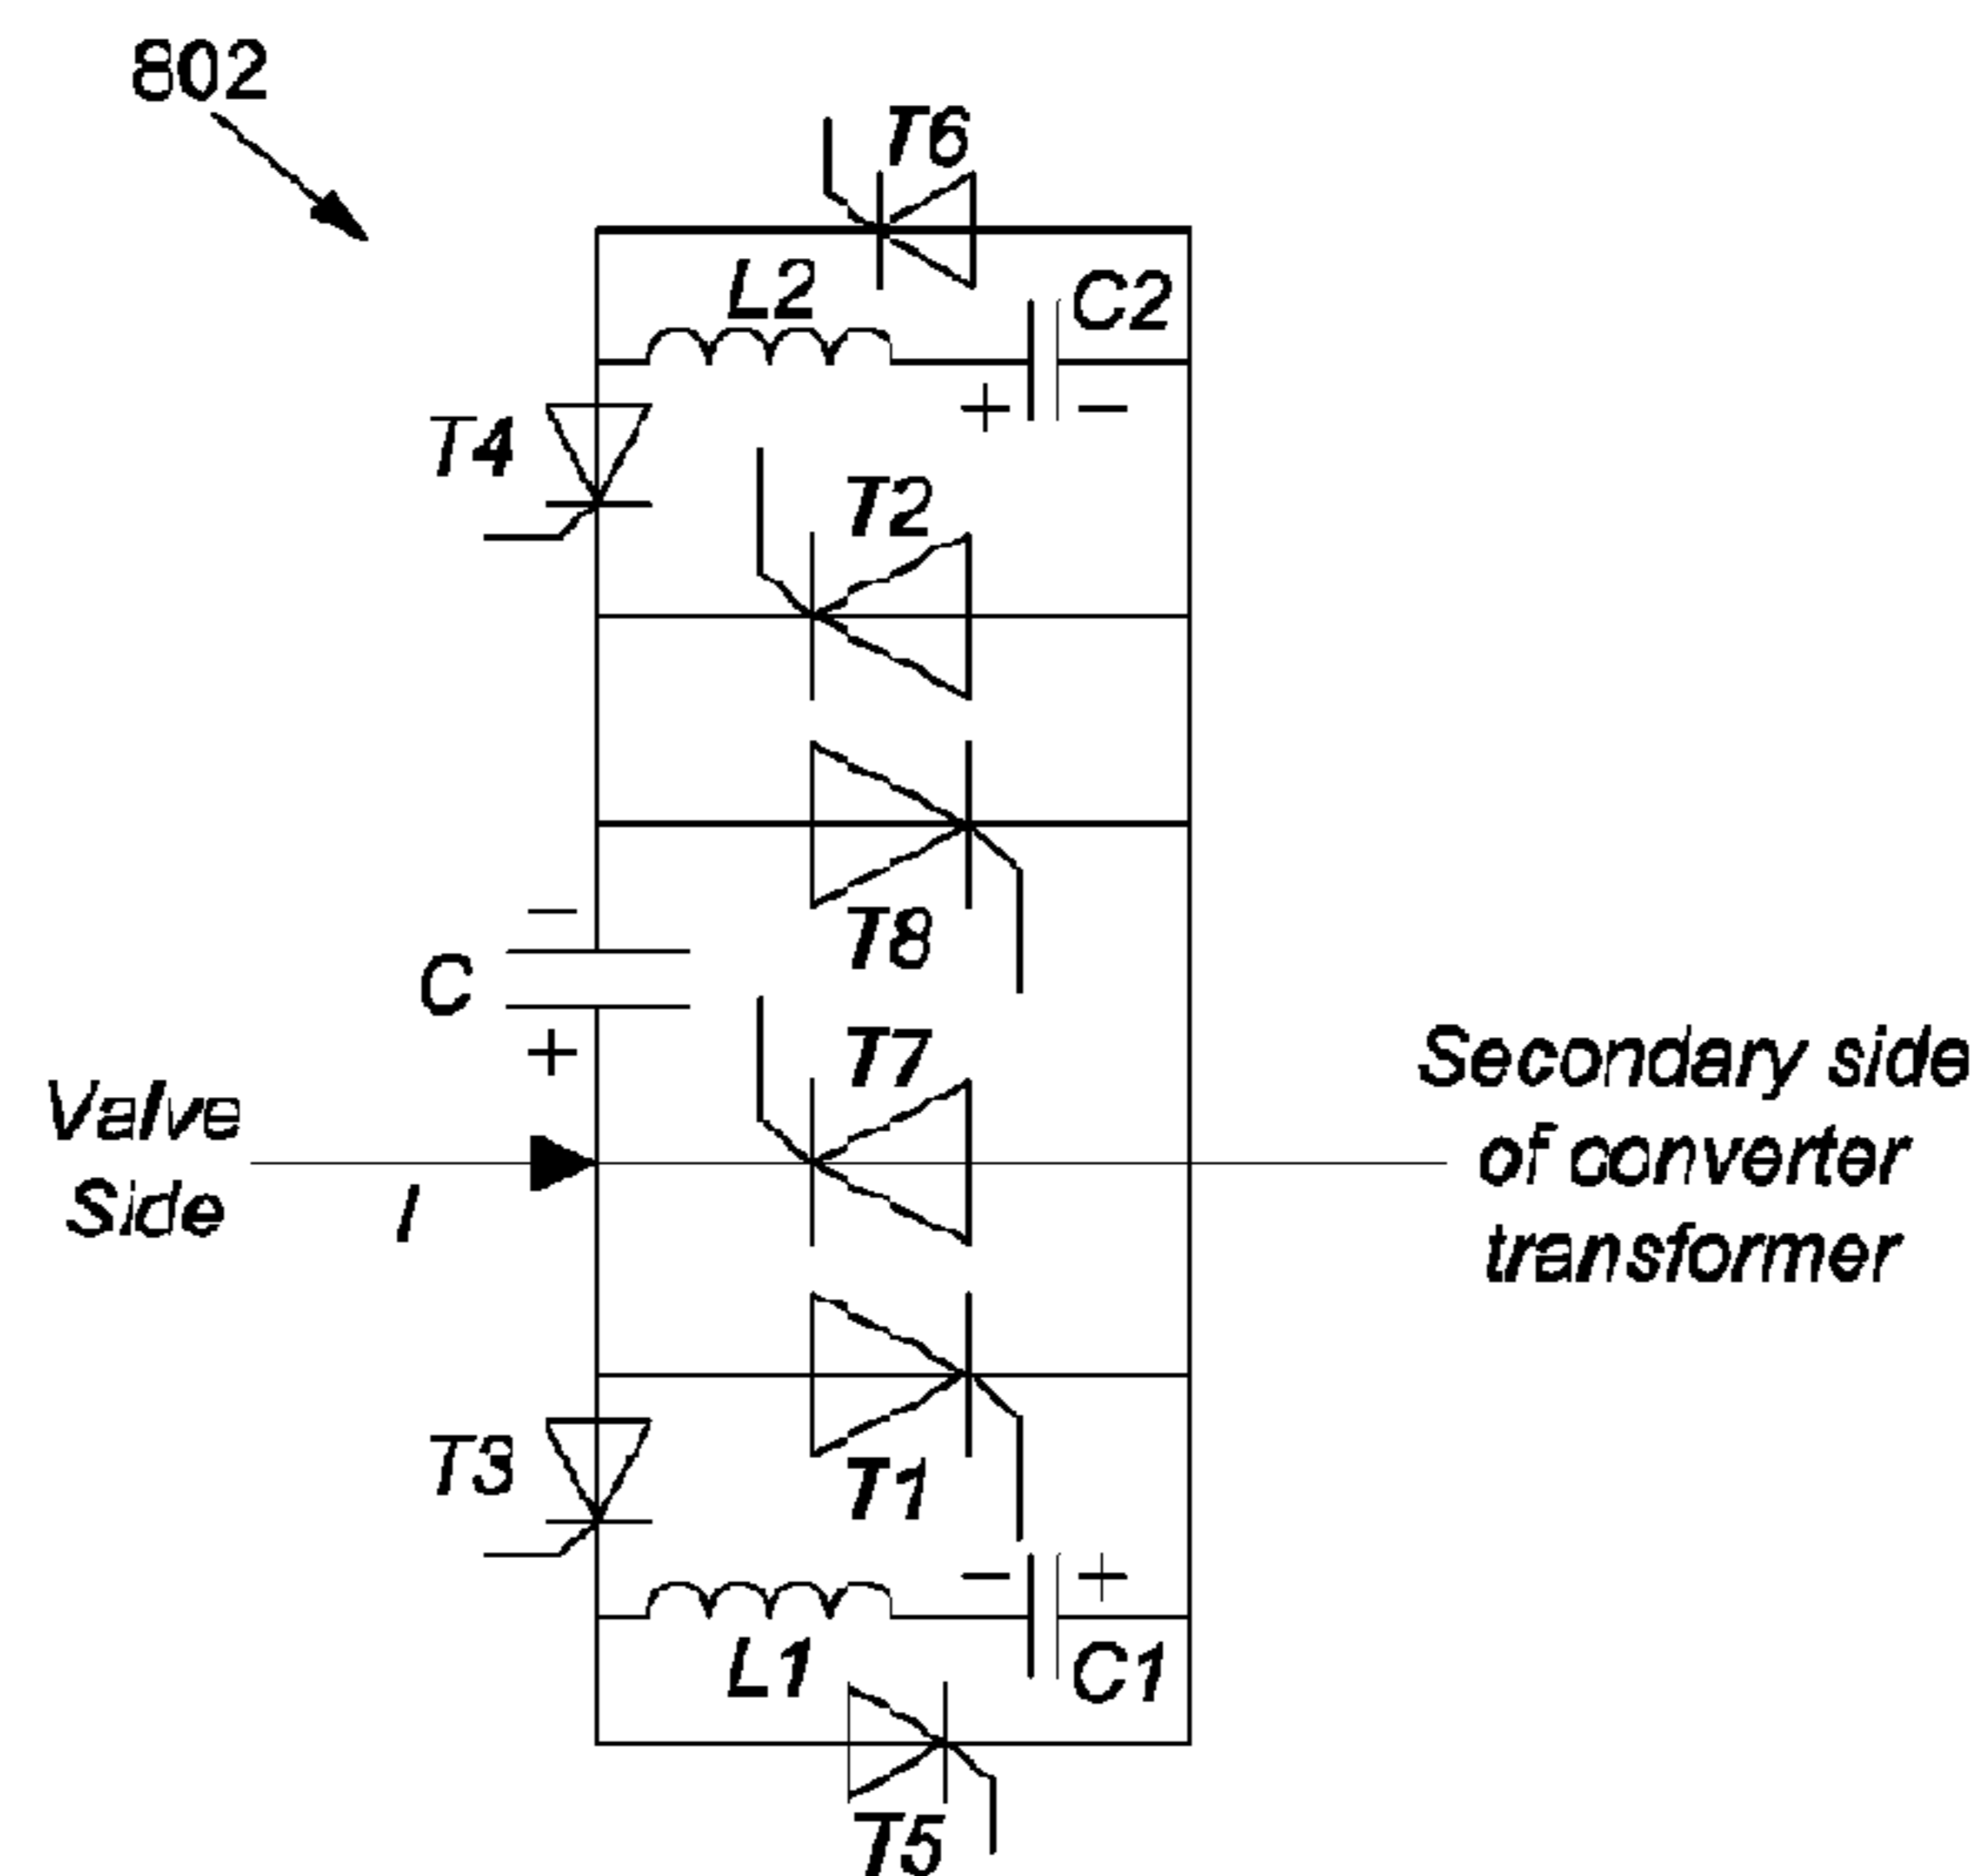 802
T6
L2
C2
+ −
T4
T2
T8
−
C
+
T7
Valve
Side
I
Secondary side
of converter
transformer
T3
T1
− +
L1
C1
T5